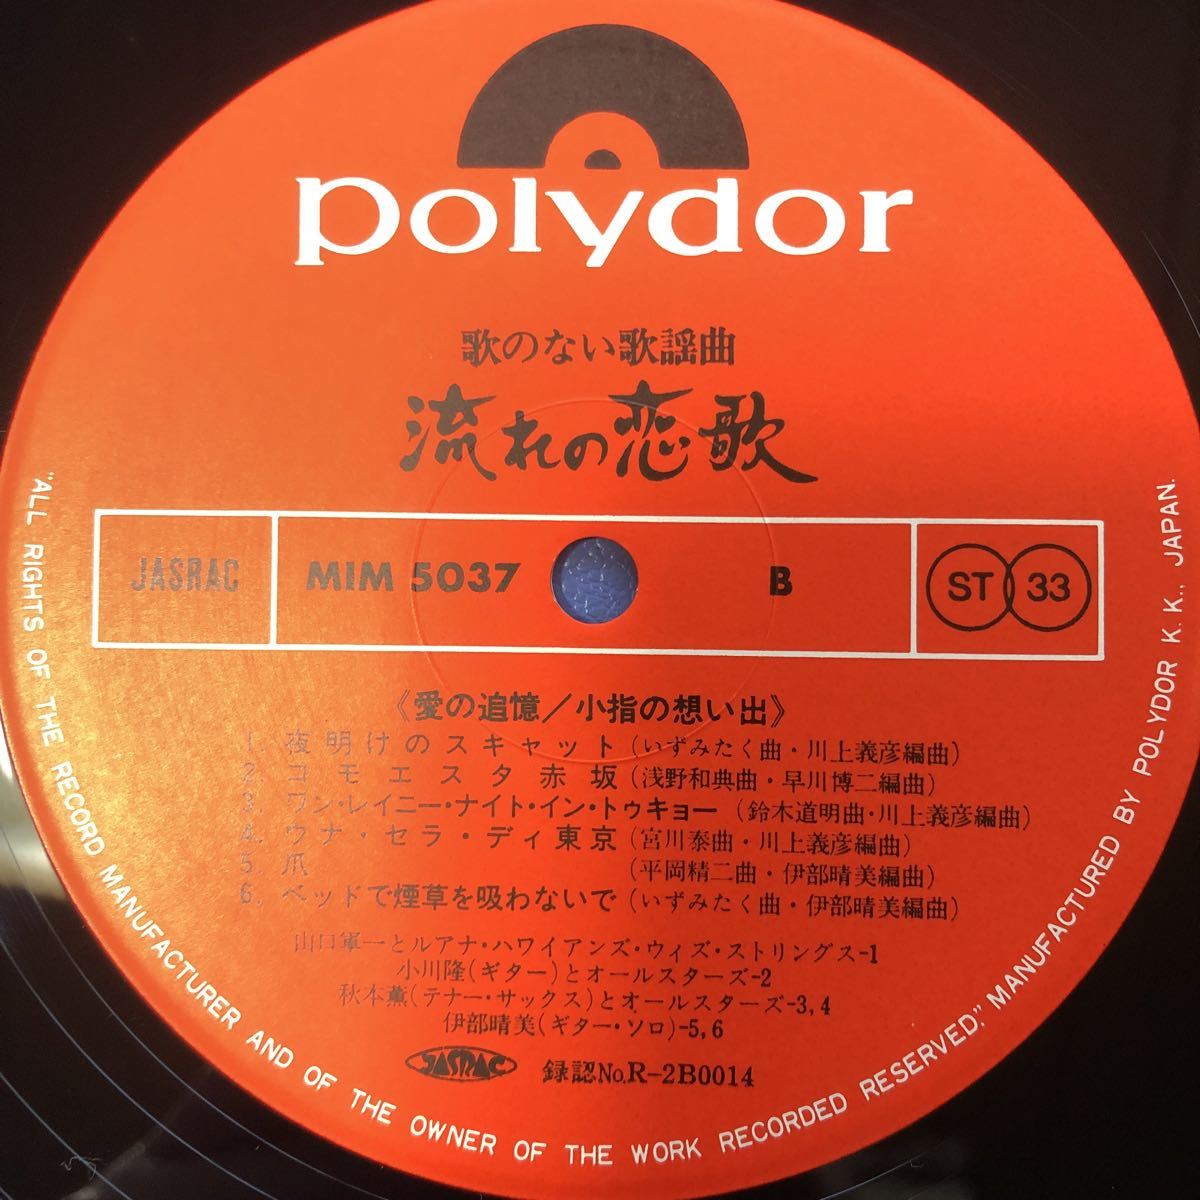 polydor
歌のない歌謡曲
流れの恋歌
JASRAC MIM 5037 B ST 33
《愛の追憶／小指の想い出》
1. 夜明けのスキャット (いずみたく曲・川上義彦編曲)
2. コモエスタ赤坂 (浅野和典曲・早川博二編曲)
3. ワン・レイニー・ナイト・イン・トゥキョー (鈴木道明曲・川上義彦編曲)
4. ウナ・セラ・ディ東京 (宮川泰曲・川上義彦編曲)
5. 爪 (平岡精二曲・伊部晴美編曲)
6. ベッドで煙草を吸わないで (いずみたく曲・伊部晴美編曲)
山口軍一とルアナ・ハワイアンズ・ウィズ・ストリングス-1
小川隆(ギター)とオールスターズ-2
秋本薫(テナー・サックス)とオールスターズ-3,4
伊部晴美(ギター・ソロ)-5,6
JASRAC 録認No.R-2B0014
"ALL RIGHTS OF THE RECORD MANUFACTURER AND OF THE OWNER OF THE WORK RECORDED RESERVED." MANUFACTURED BY POLYDOR K.K., JAPAN.